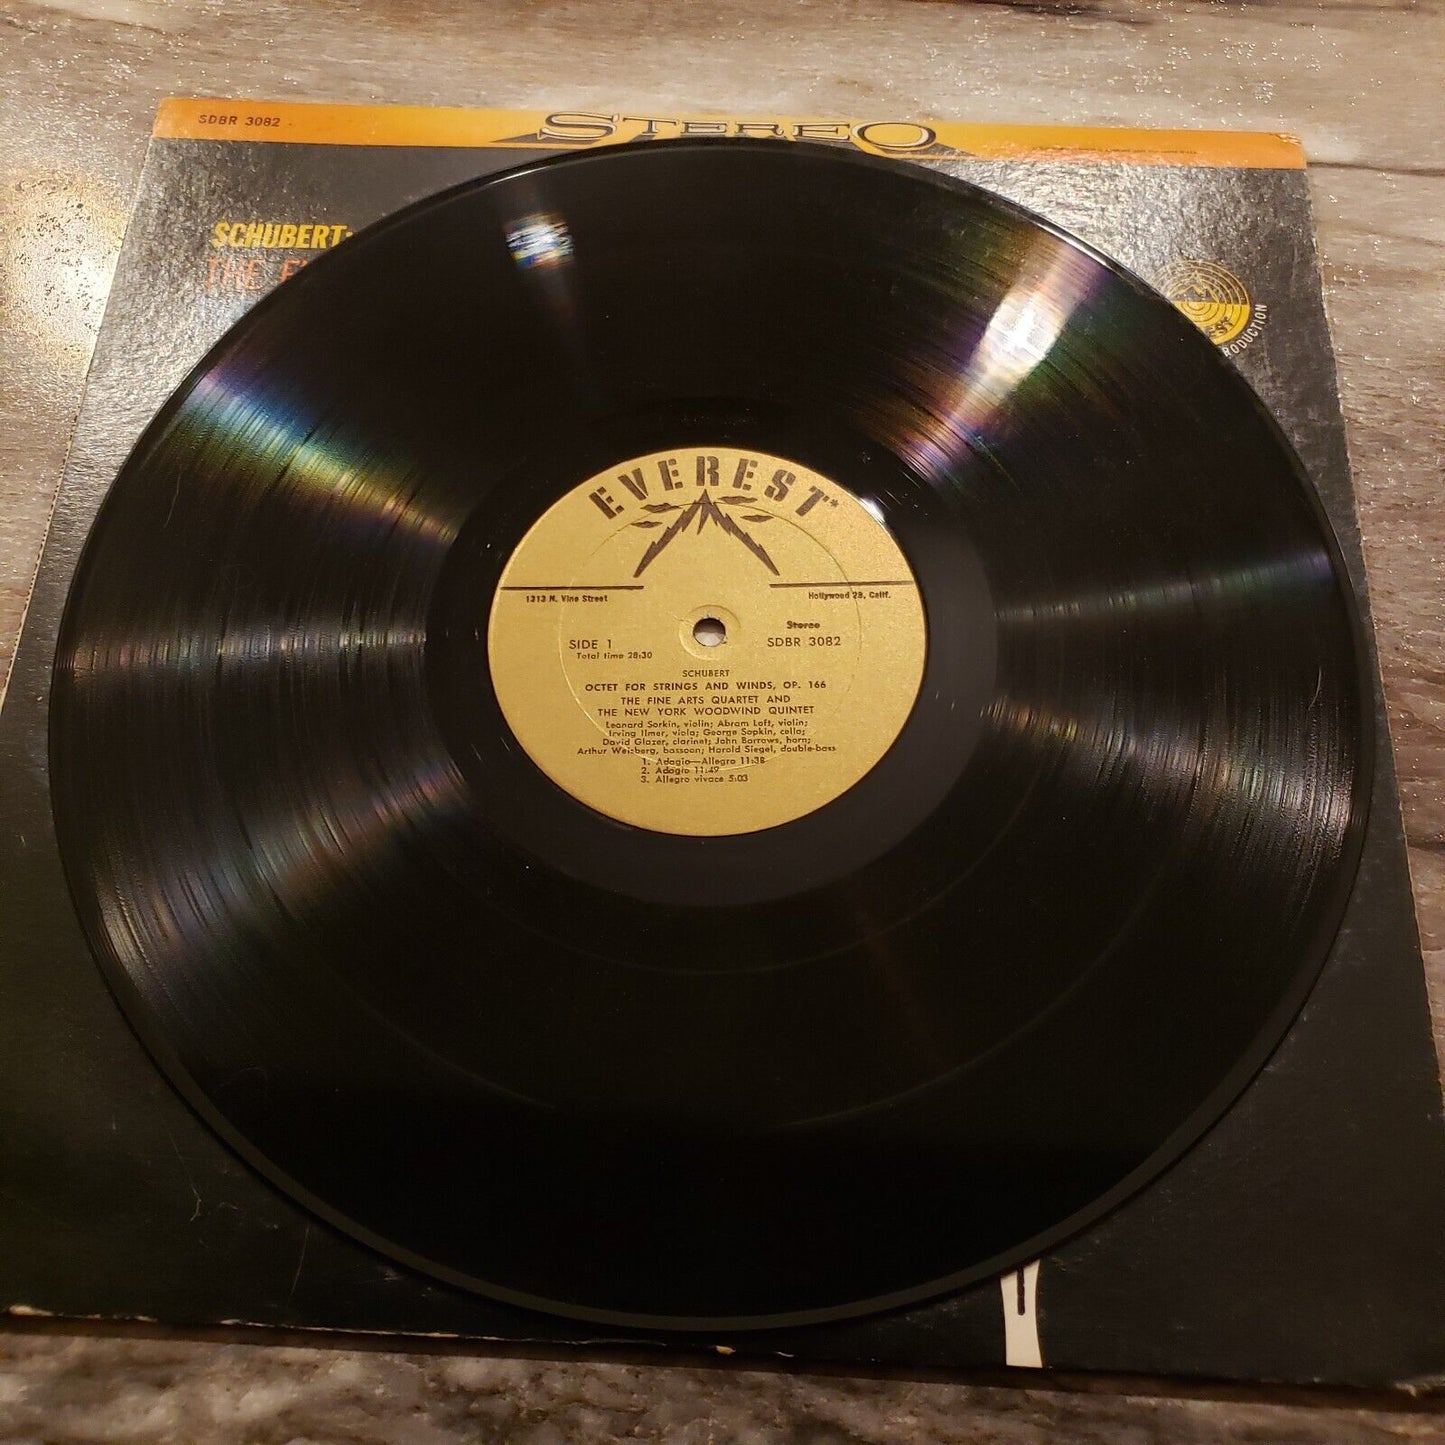 SDBR 3082
STEREO
SCHUBERT:
THE
EVEREST
1313 N. Vine Street
Hollywood 28, Calif.
Stereo
SIDE 1
SDBR 3082
Total time 28:30
SCHUBERT
OCTET FOR STRINGS AND WINDS, OP. 166
THE FINE ARTS QUARTET AND
THE NEW YORK WOODWIND QUINTET
Leonard Sorkin, violin; Abram Loft, violin;
Irving Ilmer, viola; George Sopkin, cello;
David Glazer, clarinet; John Barrows, horn;
Arthur Weisberg, bassoon; Harold Siegel, double-bass
1. Adagio—Allegro 11:38
2. Adagio 11:49
3. Allegro vivace 5:03